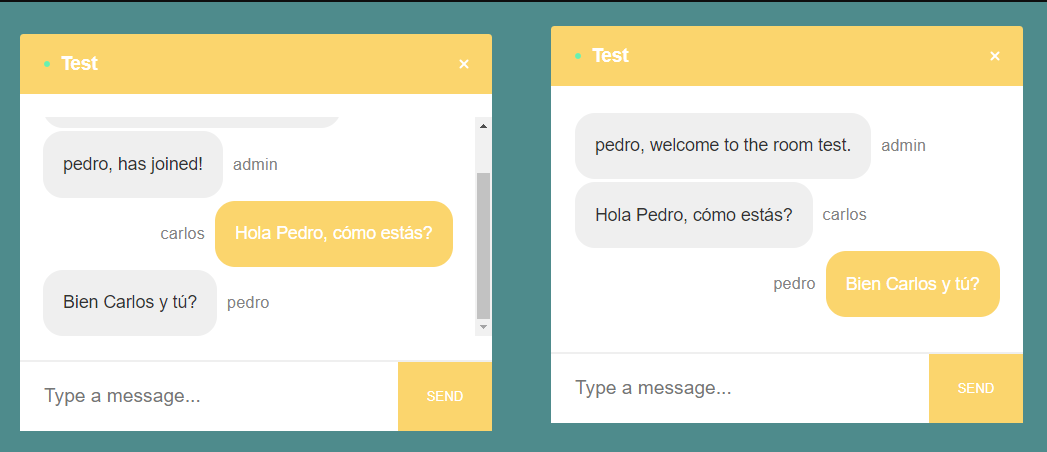 Test
×
pedro, has joined! admin
carlos Hola Pedro, cómo estás?
Bien Carlos y tú? pedro
Type a message... SEND
Test
×
pedro, welcome to the room test. admin
Hola Pedro, cómo estás? carlos
pedro Bien Carlos y tú?
Type a message... SEND